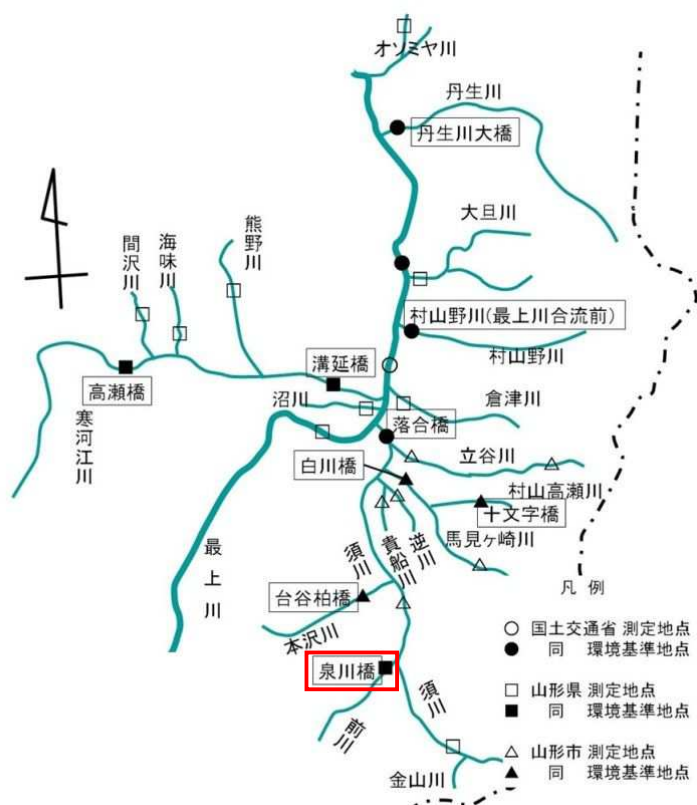 オソミヤ川
丹生川
丹生川大橋
大旦川
熊野川
間沢川
海味川
村山野川(最上川合流前)
村山野川
溝延橋
高瀬橋
沼川
倉津川
落合橋
寒河江川
立谷川
白川橋
村山高瀬川
十文字橋
馬見ヶ崎川
最上川
須川
貴船川
逆川
台谷柏橋
本沢川
泉川橋
前川
須川
金山川
凡 例
○ 国土交通省 測定地点
● 同 環境基準地点
□ 山形県 測定地点
■ 同 環境基準地点
△ 山形市 測定地点
▲ 同 環境基準地点